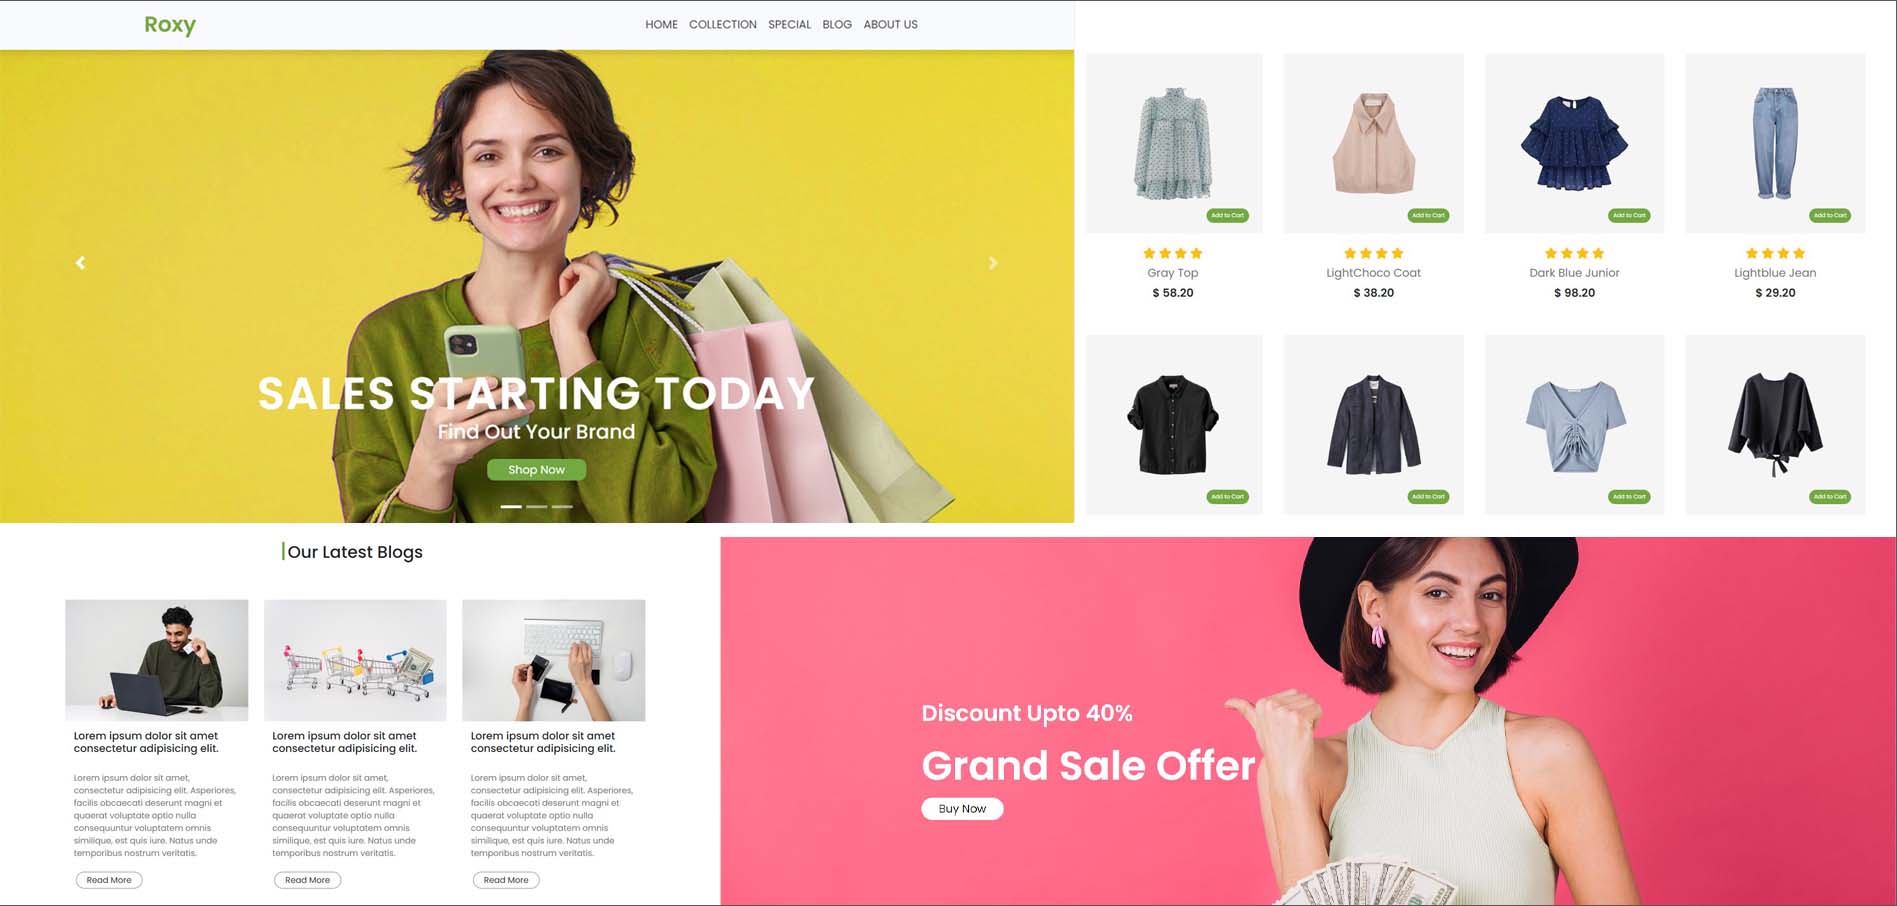 Roxy
HOME COLLECTION SPECIAL BLOG ABOUT US
SALES STARTING TODAY
Find Out Your Brand
Shop Now
Add to Cart
Add to Cart
Add to Cart
Add to Cart
Gray Top
$ 58.20
LightChoco Coat
$ 38.20
Dark Blue Junior
$ 98.20
Lightblue Jean
$ 29.20
Add to Cart
Add to Cart
Add to Cart
Add to Cart
Our Latest Blogs
Lorem ipsum dolor sit amet
consectetur adipisicing elit.
Lorem ipsum dolor sit amet,
consectetur adipisicing elit. Asperiores,
facilis obcaecati deserunt magni et
quaerat voluptate optio nulla
consequuntur voluptatem omnis
similique, est quis iure. Natus unde
temporibus nostrum veritatis.
Read More
Lorem ipsum dolor sit amet
consectetur adipisicing elit.
Lorem ipsum dolor sit amet,
consectetur adipisicing elit. Asperiores,
facilis obcaecati deserunt magni et
quaerat voluptate optio nulla
consequuntur voluptatem omnis
similique, est quis iure. Natus unde
temporibus nostrum veritatis.
Read More
Lorem ipsum dolor sit amet
consectetur adipisicing elit.
Lorem ipsum dolor sit amet,
consectetur adipisicing elit. Asperiores,
facilis obcaecati deserunt magni et
quaerat voluptate optio nulla
consequuntur voluptatem omnis
similique, est quis iure. Natus unde
temporibus nostrum veritatis.
Read More
Discount Upto 40%
Grand Sale Offer
Buy Now